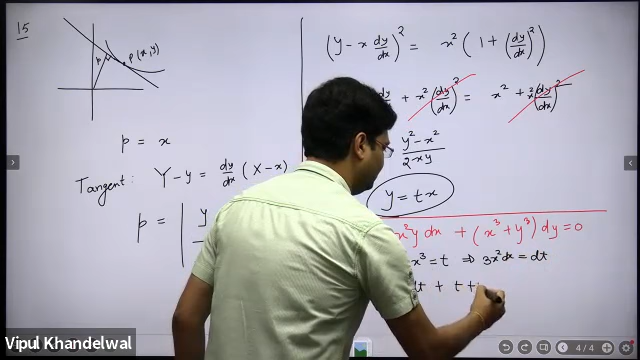 15
p
P(x,y)
p = x
Tangent: Y-y = dy/dx (X-x)
p = | y
(y - x dy/dx)² = x² (1 + (dy/dx)²)
+ x² (dy/dx)² = x² + x² (dy/dx)²
y² - x² / 2xy
y = tx
x²y dx + (x³ + y³) dy = 0
x³ = t ⇒ 3x² dx = dt
dt + t +
Vipul Khandelwal
4 / 4